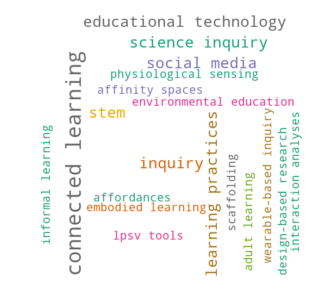 educational technology
science inquiry
social media
physiological sensing
affinity spaces
environmental education
stem
connected learning
informal learning
inquiry
learning practices
scaffolding
adult learning
wearable-based inquiry
design-based research
interaction analyses
affordances
embodied learning
lpsv tools